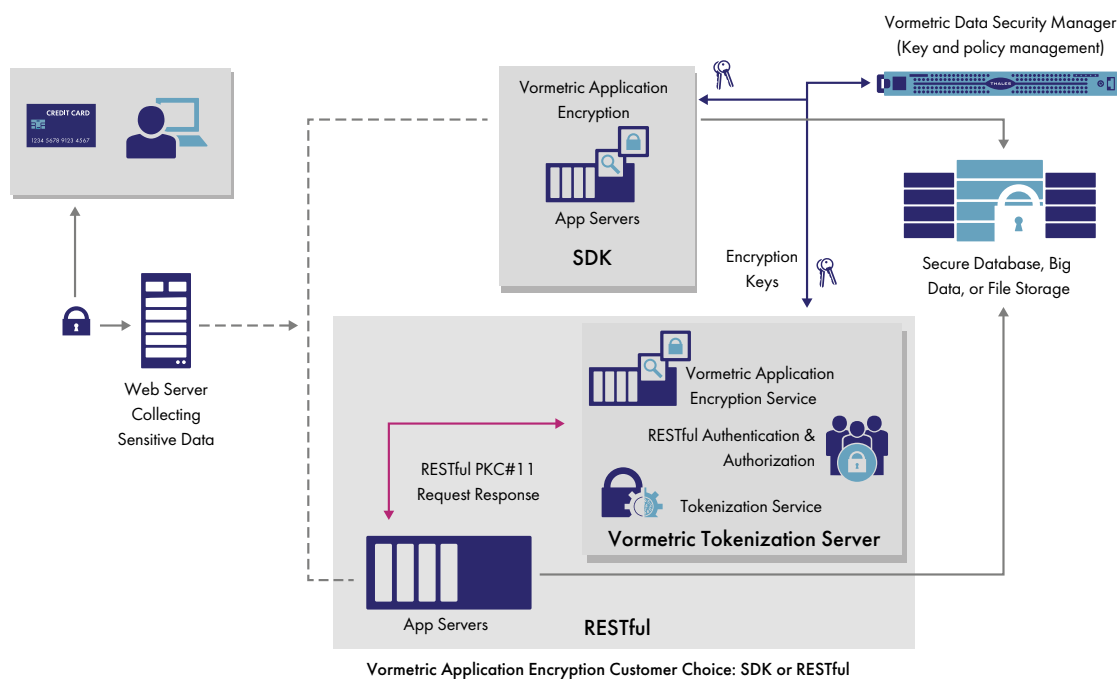 Vormetric Data Security Manager
(Key and policy management)
THALES
CREDIT CARD
1234 5678 9123 4567
Vormetric Application
Encryption
App Servers
SDK
Encryption
Keys
Secure Database, Big
Data, or File Storage
Web Server
Collecting
Sensitive Data
Vormetric Application
Encryption Service
RESTful Authentication &
Authorization
RESTful PKC#11
Request Response
Tokenization Service
Vormetric Tokenization Server
App Servers
RESTful
Vormetric Application Encryption Customer Choice: SDK or RESTful